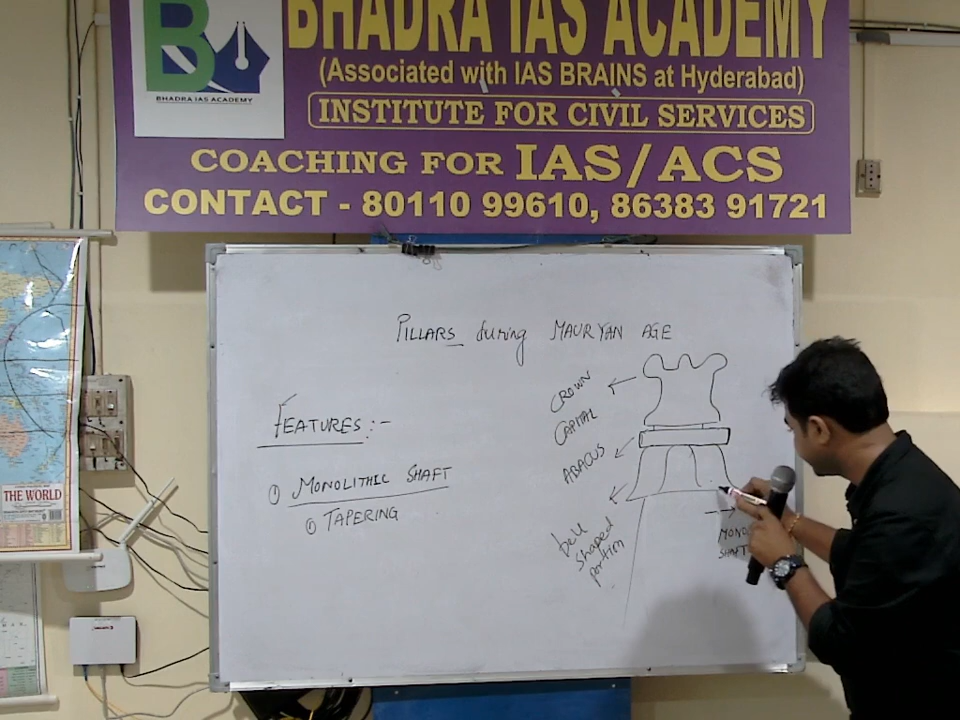 BHADRA IAS ACADEMY
BHADRA IAS ACADEMY
(Associated with IAS BRAINS at Hyderabad)
INSTITUTE FOR CIVIL SERVICES
COACHING FOR IAS/ACS
CONTACT - 80110 99610, 86383 91721
PILLARS during MAURYAN AGE
FEATURES :-
① MONOLITHIC SHAFT
① TAPERING
CROWN
CAPITAL
ABACUS
bell
shaped
portion
SHAFT
THE WORLD